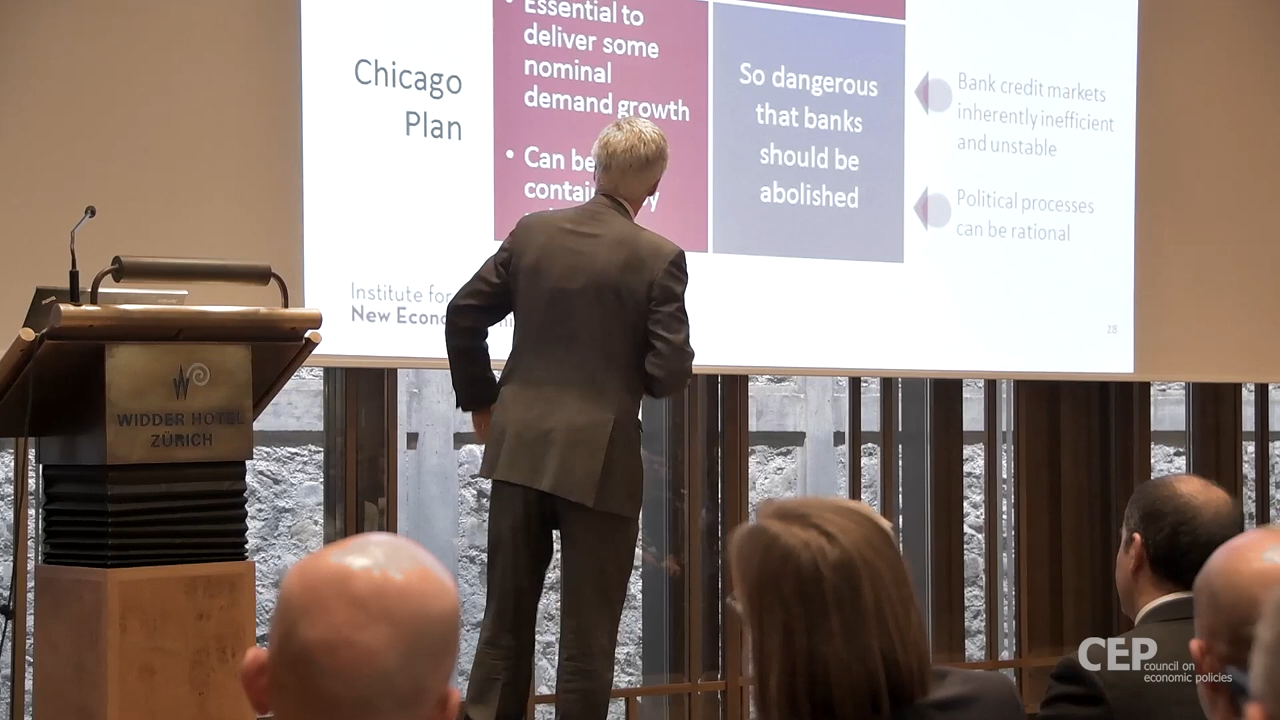 Chicago
Plan
• Essential to
deliver some
nominal
demand growth
• Can be
So dangerous
that banks
should be
abolished
Bank credit markets
inherently inefficient
and unstable
Political processes
can be rational
Institute for
New
28
WIDDER HOTEL
ZÜRICH
CEP council on
economic policies